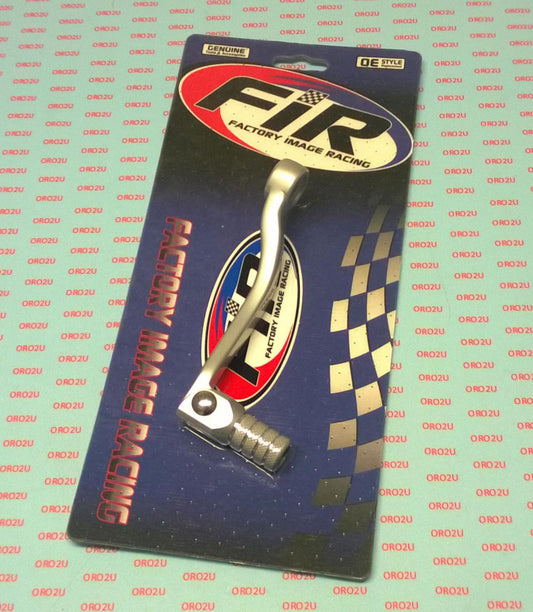 GENUINE
OE STYLE
FIR
FACTORY IMAGE RACING
FIR
FACTORY IMAGE RACING
FACTORY IMAGE RACING
ORO2U